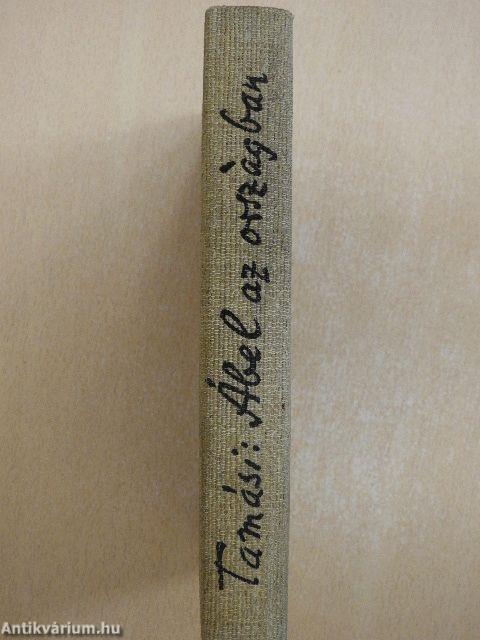 Tamási: Ábel az országban
Antikvárium.hu